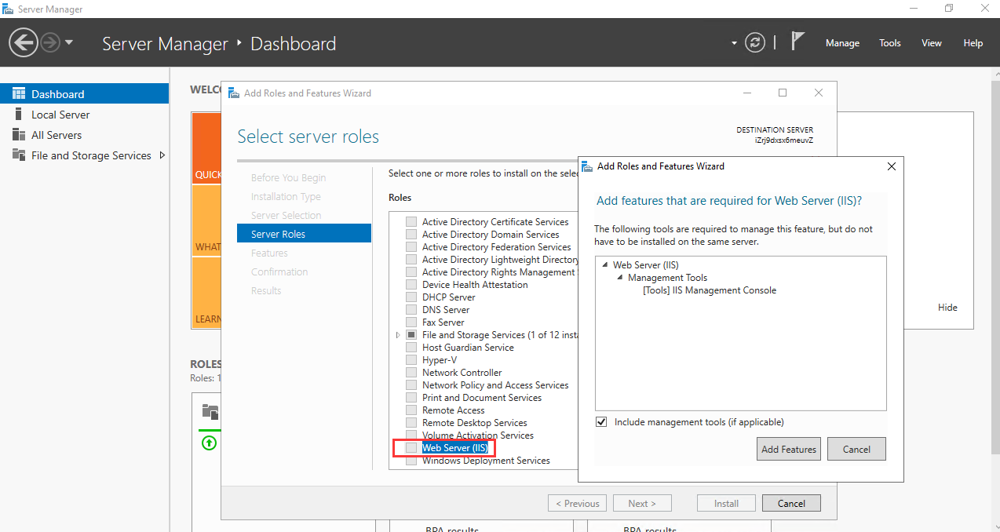 Server Manager
Server Manager ‣ Dashboard
Manage Tools View Help
Dashboard
Local Server
All Servers
File and Storage Services
WELC
QUICK
WHAT
LEARN
Hide
ROLES
Roles: 1
BPA results
BPA results
Add Roles and Features Wizard
Select server roles
DESTINATION SERVER
iZrj9dxsx6meuvZ
Before You Begin
Installation Type
Server Selection
Server Roles
Features
Confirmation
Results
Select one or more roles to install on the selec
Roles
Active Directory Certificate Services
Active Directory Domain Services
Active Directory Federation Services
Active Directory Lightweight Directory
Active Directory Rights Management
Device Health Attestation
DHCP Server
DNS Server
Fax Server
File and Storage Services (1 of 12 insta
Host Guardian Service
Hyper-V
Network Controller
Network Policy and Access Services
Print and Document Services
Remote Access
Remote Desktop Services
Volume Activation Services
Web Server (IIS)
Windows Deployment Services
< Previous Next > Install Cancel
Add Roles and Features Wizard
Add features that are required for Web Server (IIS)?
The following tools are required to manage this feature, but do not
have to be installed on the same server.
Web Server (IIS)
Management Tools
[Tools] IIS Management Console
Include management tools (if applicable)
Add Features Cancel